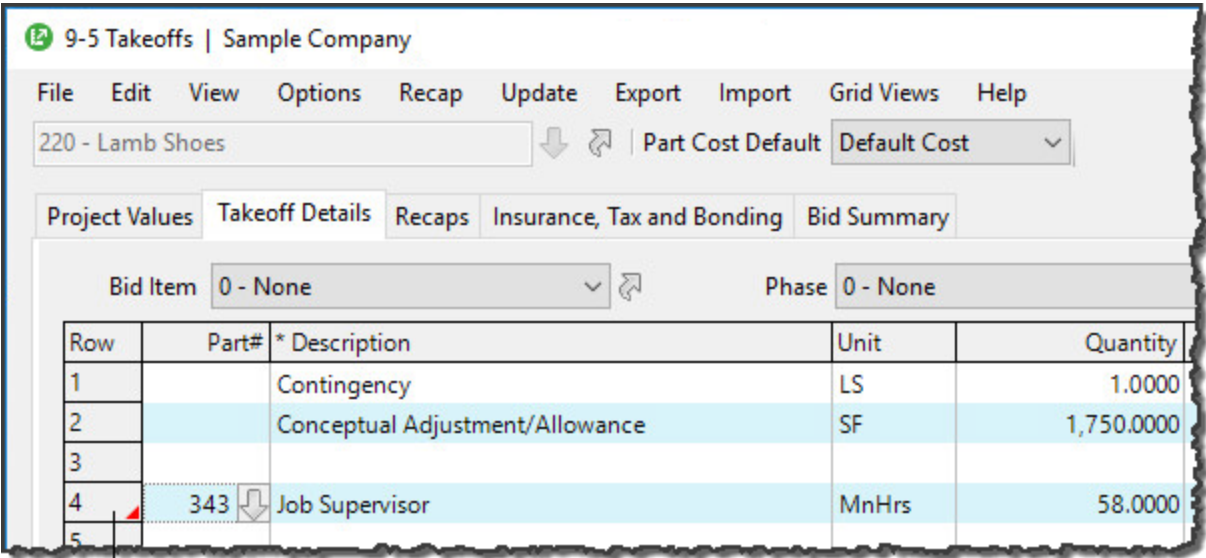 9-5 Takeoffs | Sample Company
File Edit View Options Recap Update Export Import Grid Views Help
220 - Lamb Shoes Part Cost Default Default Cost
Project Values Takeoff Details Recaps Insurance, Tax and Bonding Bid Summary
Bid Item 0 - None Phase 0 - None
Row Part# * Description Unit Quantity
1 Contingency LS 1.0000
2 Conceptual Adjustment/Allowance SF 1,750.0000
3
4 343 Job Supervisor MnHrs 58.0000
5